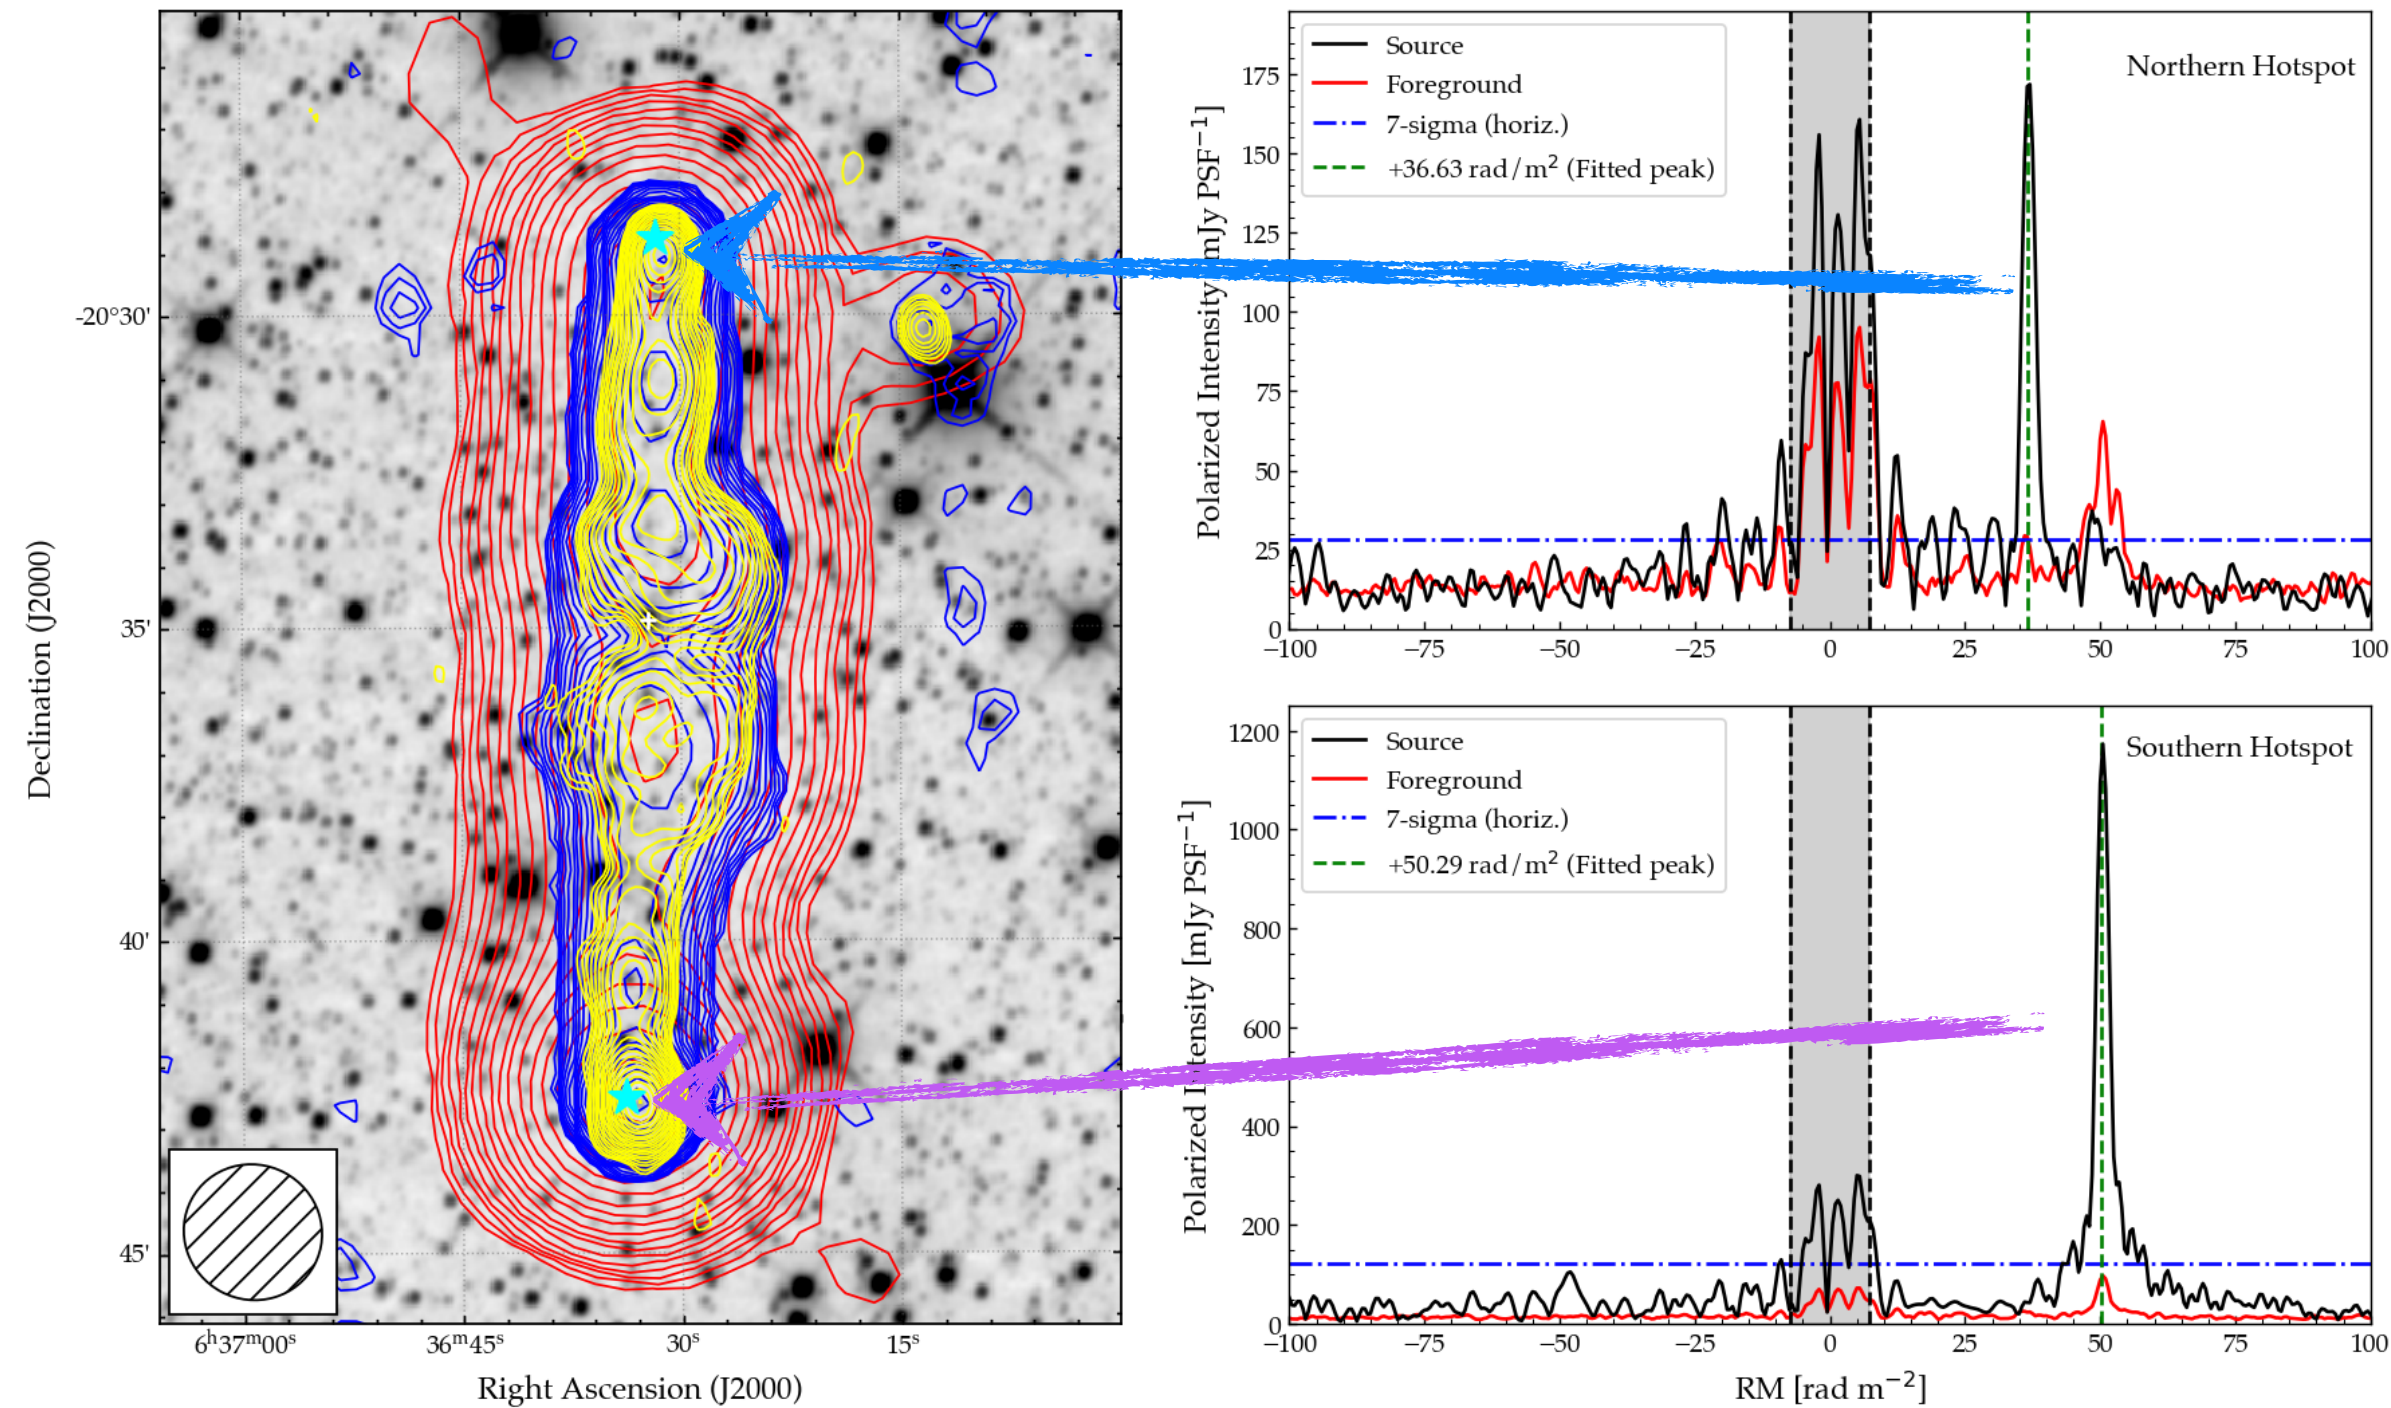 Declination (J2000)
-20°30'
35'
40'
45'
6ʰ37ᵐ00ˢ
36ᵐ45ˢ
30ˢ
15ˢ
Right Ascension (J2000)
Polarized Intensity [mJy PSF⁻¹]
175
150
125
100
75
50
25
0
Source
Foreground
7-sigma (horiz.)
+36.63 rad/m² (Fitted peak)
Northern Hotspot
−100
−75
−50
−25
0
25
50
75
100
Polarized Intensity [mJy PSF⁻¹]
1200
1000
800
600
400
200
0
Source
Foreground
7-sigma (horiz.)
+50.29 rad/m² (Fitted peak)
Southern Hotspot
−100
−75
−50
−25
0
25
50
75
100
RM [rad m⁻²]